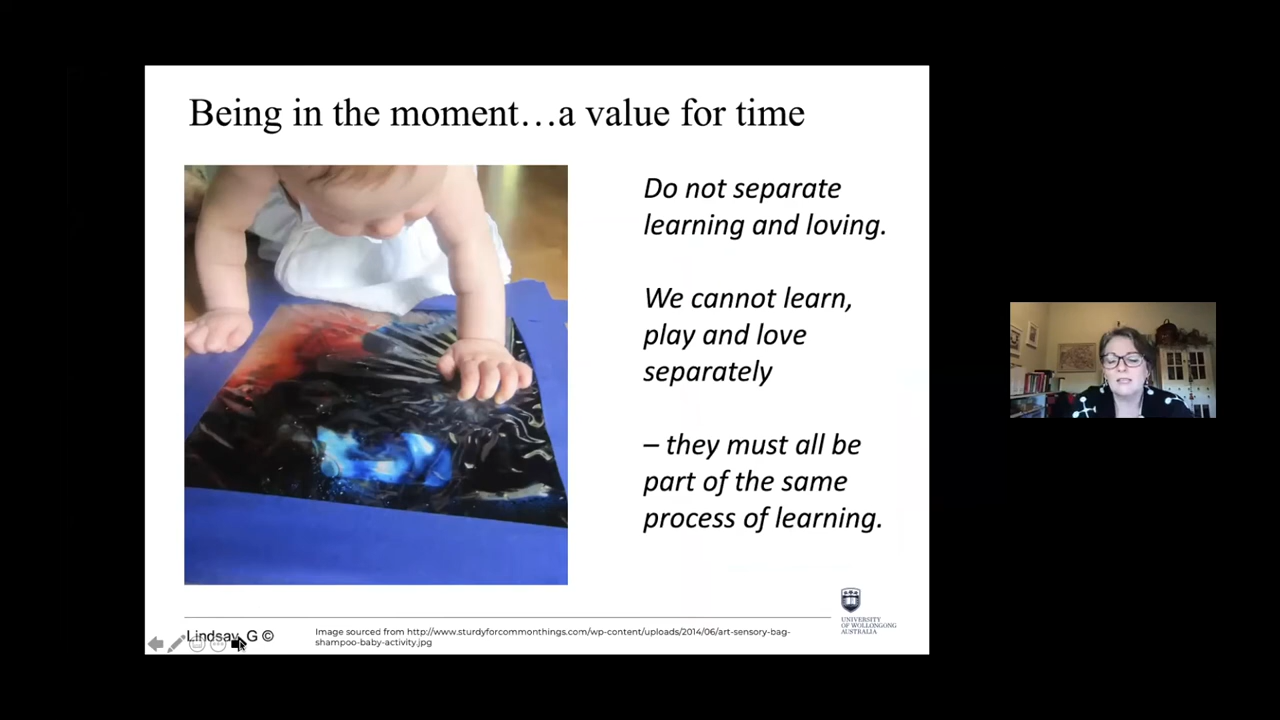 Being in the moment…a value for time
Do not separate
learning and loving.
We cannot learn,
play and love
separately
– they must all be
part of the same
process of learning.
Lindsay, G ©
Image sourced from http://www.sturdyforcommonthings.com/wp-content/uploads/2014/06/art-sensory-bag-
shampoo-baby-activity.jpg
UNIVERSITY
OF WOLLONGONG
AUSTRALIA